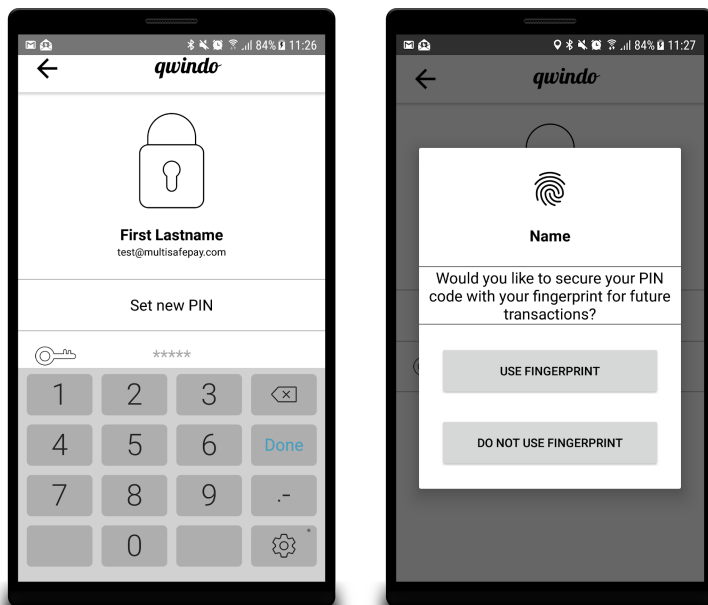 84% 11:26
qwindo
First Lastname
test@multisafepay.com
Set new PIN
*****
1 2 3
4 5 6 Done
7 8 9 .-
0
84% 11:27
qwindo
Name
Would you like to secure your PIN
code with your fingerprint for future
transactions?
USE FINGERPRINT
DO NOT USE FINGERPRINT